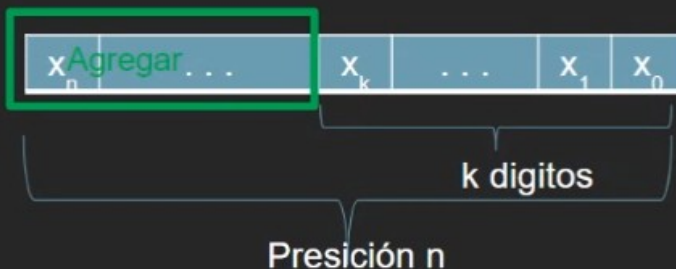 xₙ Agregar . . . xₖ . . . x₁ x₀
k digitos
Presición n